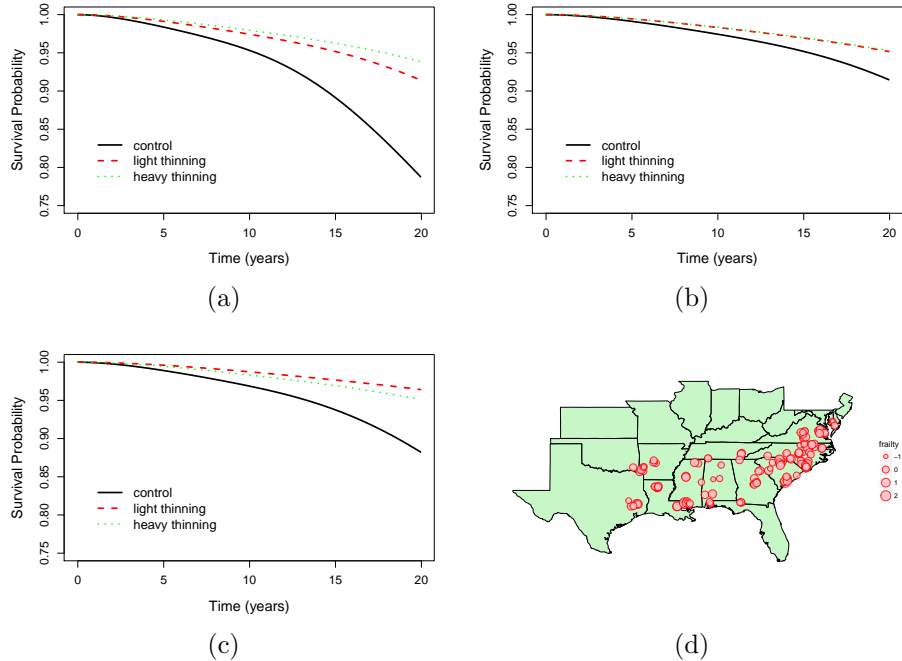 1.00
0.95
0.90
0.85
0.80
0.75
Survival Probability
control
light thinning
heavy thinning
0 5 10 15 20
Time (years)
(a)
1.00
0.95
0.90
0.85
0.80
0.75
Survival Probability
control
light thinning
heavy thinning
0 5 10 15 20
Time (years)
(b)
1.00
0.95
0.90
0.85
0.80
0.75
Survival Probability
control
light thinning
heavy thinning
0 5 10 15 20
Time (years)
(c)
frailty
−1
0
1
2
(d)